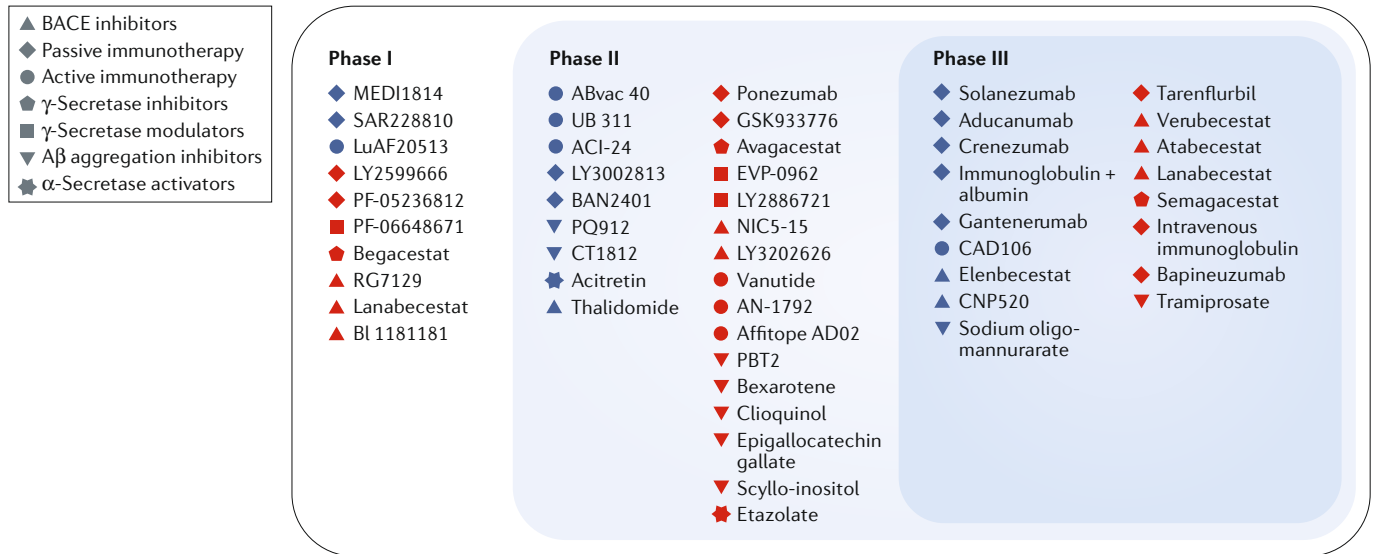 BACE inhibitors
Passive immunotherapy
Active immunotherapy
γ-Secretase inhibitors
γ-Secretase modulators
Aβ aggregation inhibitors
α-Secretase activators
Phase I
MEDI1814
SAR228810
LuAF20513
LY2599666
PF-05236812
PF-06648671
Begacestat
RG7129
Lanabecestat
Bl 1181181
Phase II
ABvac 40
UB 311
ACI-24
LY3002813
BAN2401
PQ912
CT1812
Acitretin
Thalidomide
Ponezumab
GSK933776
Avagacestat
EVP-0962
LY2886721
NIC5-15
LY3202626
Vanutide
AN-1792
Affitope AD02
PBT2
Bexarotene
Clioquinol
Epigallocatechin
gallate
Scyllo-inositol
Etazolate
Phase III
Solanezumab
Aducanumab
Crenezumab
Immunoglobulin +
albumin
Gantenerumab
CAD106
Elenbecestat
CNP520
Sodium oligo-
mannurarate
Tarenflurbil
Verubecestat
Atabecestat
Lanabecestat
Semagacestat
Intravenous
immunoglobulin
Bapineuzumab
Tramiprosate